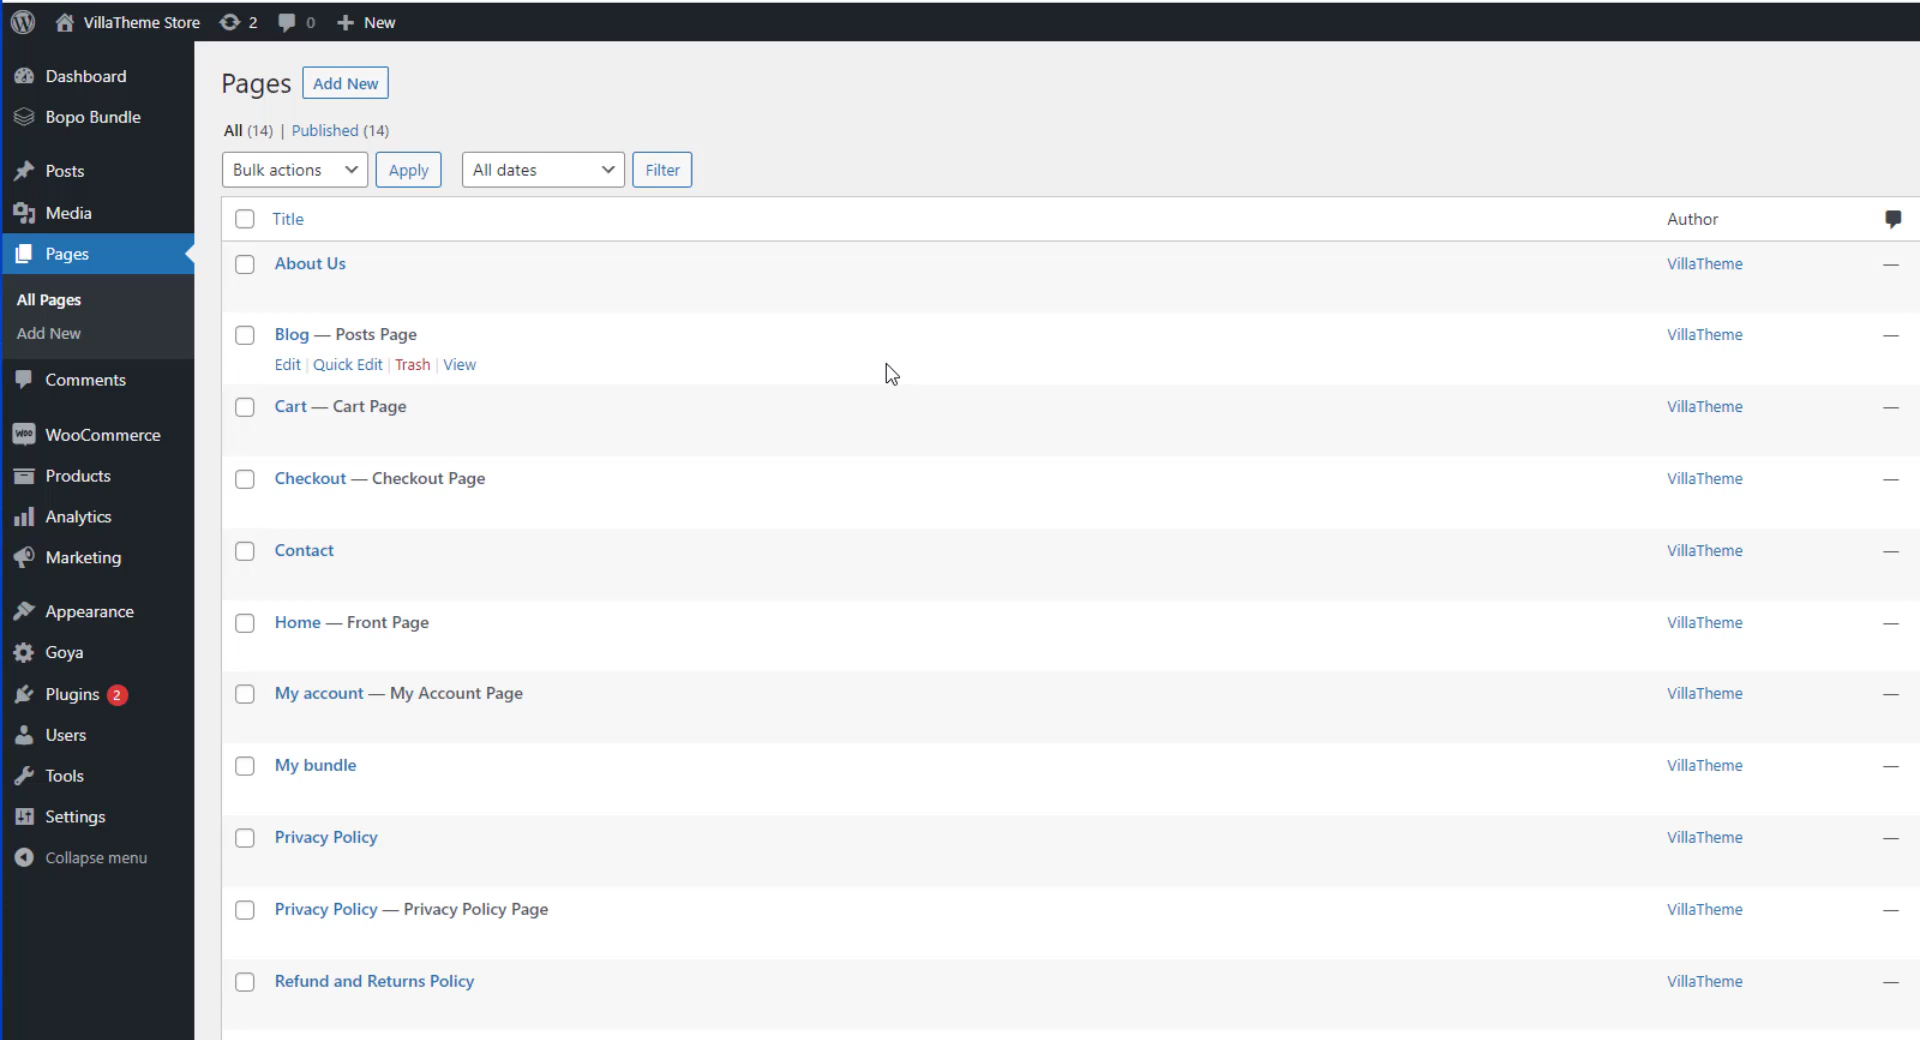 VillaTheme Store 2 0 New
Dashboard
Bopo Bundle
Posts
Media
Pages
All Pages
Add New
Comments
WOO WooCommerce
Products
Analytics
Marketing
Appearance
Goya
Plugins 2
Users
Tools
Settings
Collapse menu
Pages Add New
All (14) | Published (14)
Bulk actions Apply All dates Filter
Title Author
About Us VillaTheme —
Blog — Posts Page VillaTheme —
Edit | Quick Edit | Trash | View
Cart — Cart Page VillaTheme —
Checkout — Checkout Page VillaTheme —
Contact VillaTheme —
Home — Front Page VillaTheme —
My account — My Account Page VillaTheme —
My bundle VillaTheme —
Privacy Policy VillaTheme —
Privacy Policy — Privacy Policy Page VillaTheme —
Refund and Returns Policy VillaTheme —